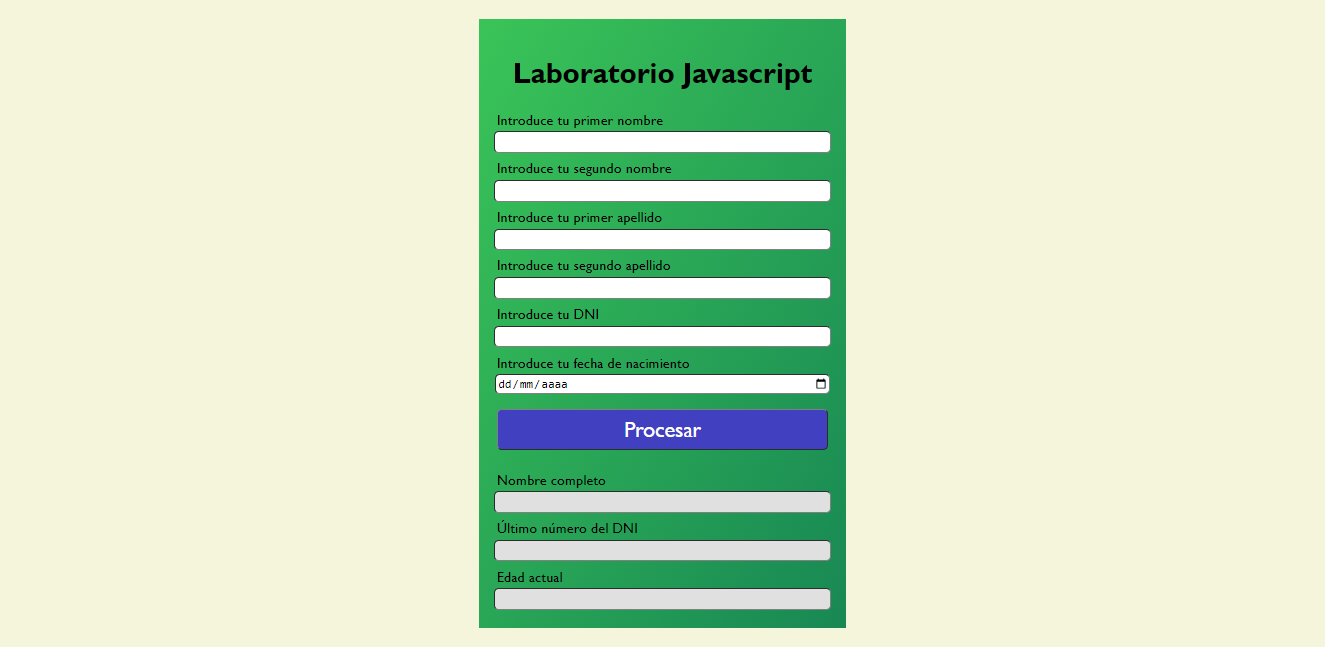 Laboratorio Javascript
Introduce tu primer nombre
Introduce tu segundo nombre
Introduce tu primer apellido
Introduce tu segundo apellido
Introduce tu DNI
Introduce tu fecha de nacimiento
dd/mm/aaaa
Procesar
Nombre completo
Último número del DNI
Edad actual